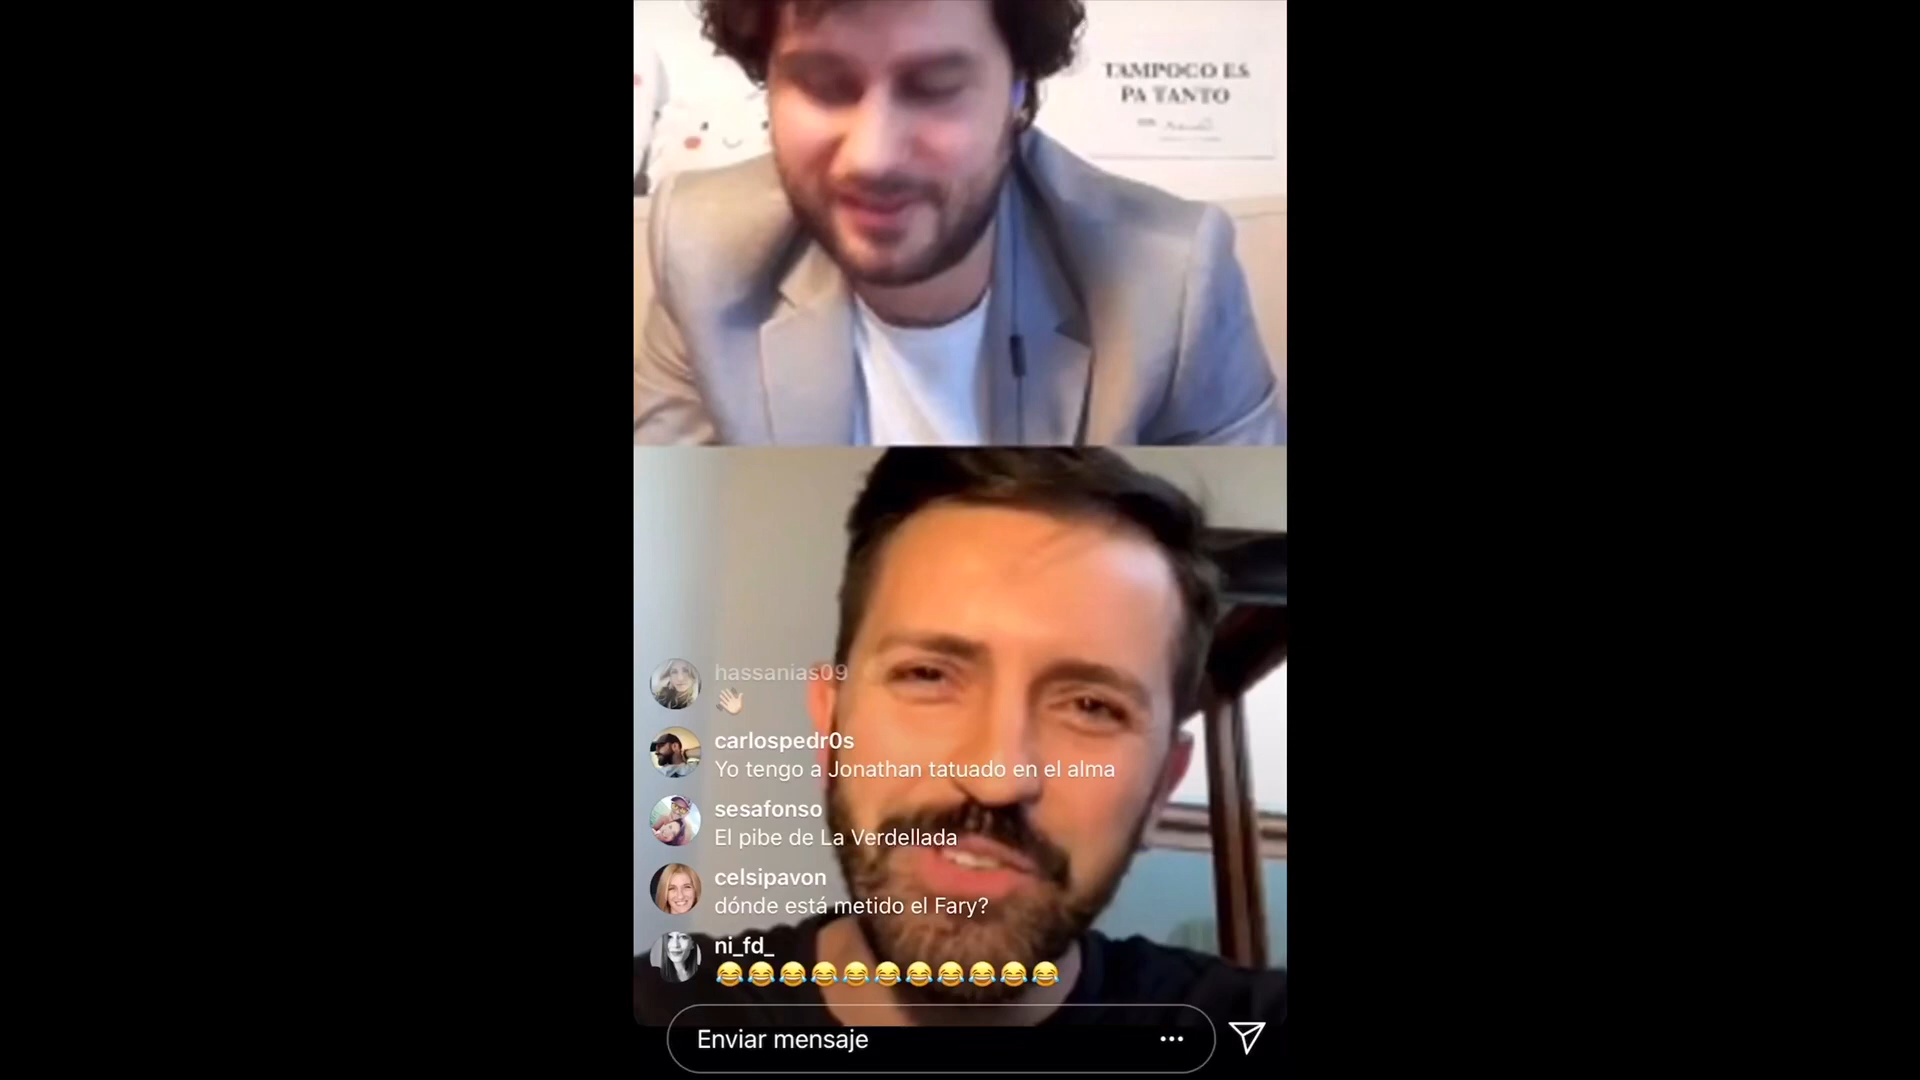 TAMPOCO ES
PA TANTO
hassanias09
👋🏻
carlospedr0s
Yo tengo a Jonathan tatuado en el alma
sesafonso
El pibe de La Verdellada
celsipavon
dónde está metido el Fary?
ni_fd_
😂😂😂😂😂😂😂😂😂😂😂
Enviar mensaje